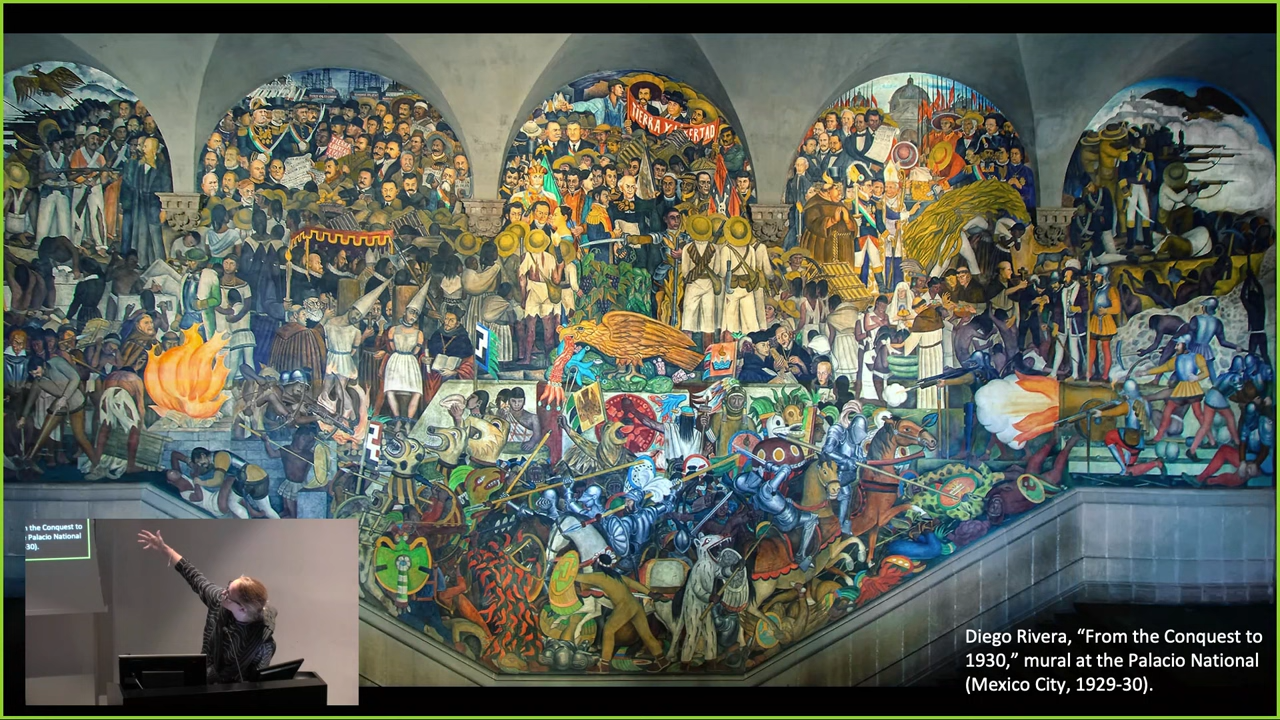 TIERRA Y LIBERTAD
Diego Rivera, “From the Conquest to
1930,” mural at the Palacio National
(Mexico City, 1929-30).
the Conquest to
Palacio National
30).